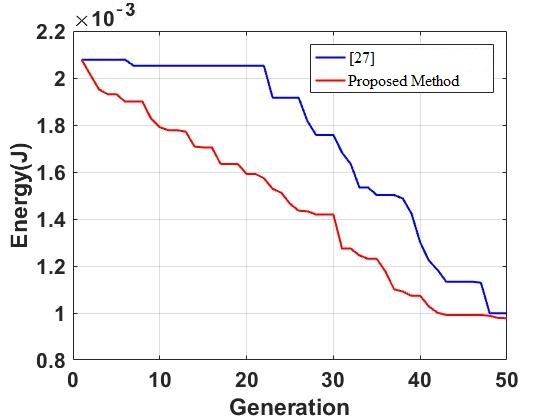 ×10⁻³
2.2
2
1.8
1.6
1.4
1.2
1
0.8
Energy(J)
[27]
Proposed Method
0 10 20 30 40 50
Generation